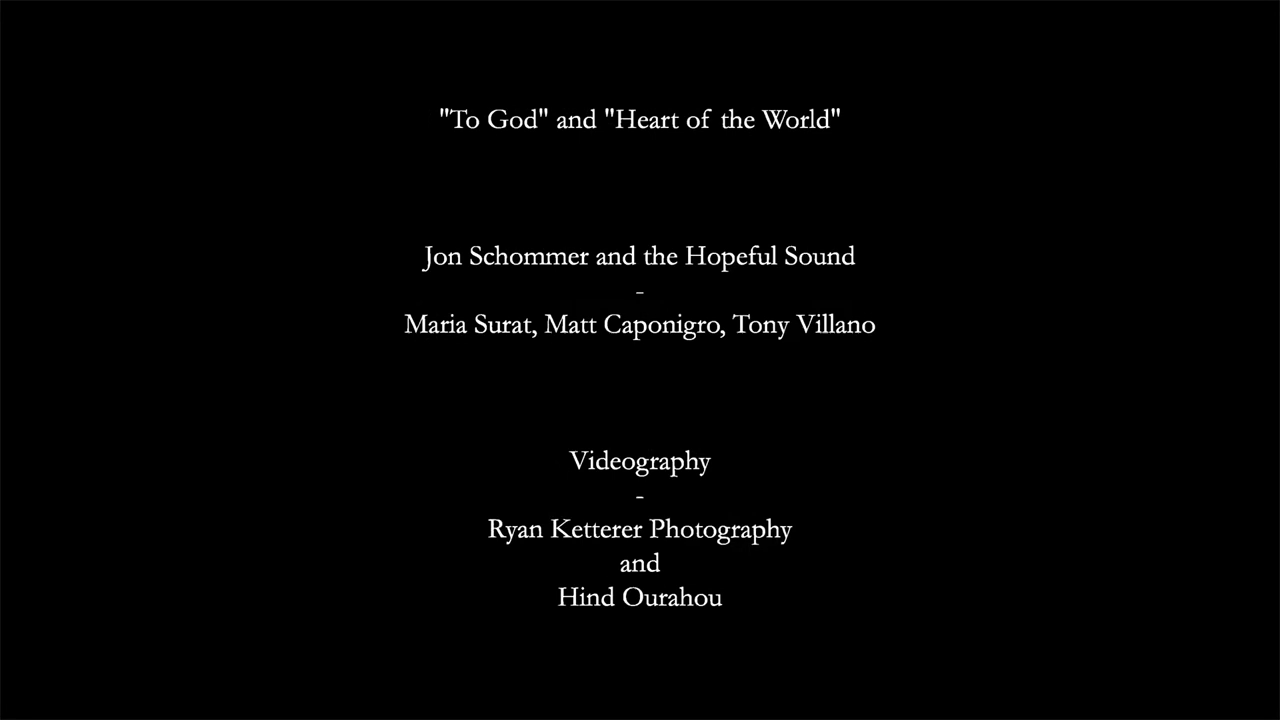 "To God" and "Heart of the World"
Jon Schommer and the Hopeful Sound
-
Maria Surat, Matt Caponigro, Tony Villano
Videography
-
Ryan Ketterer Photography
and
Hind Ourahou